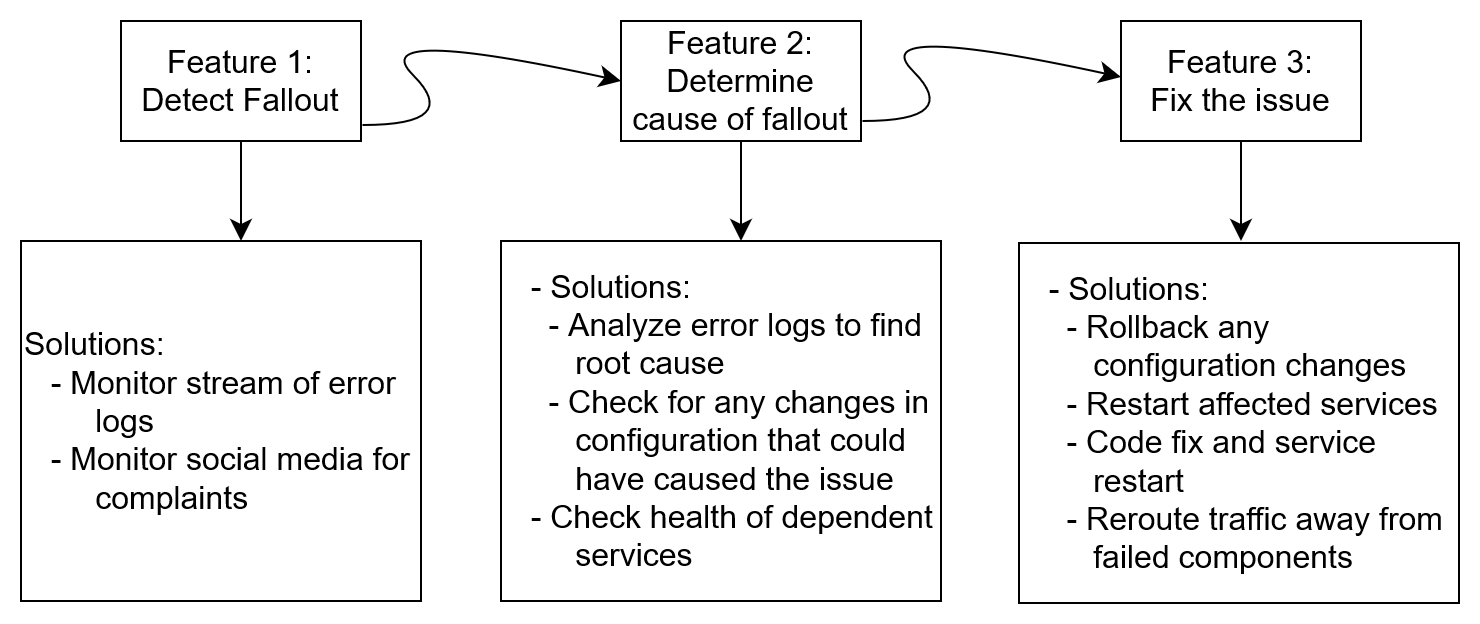 Feature 1:
Detect Fallout
Feature 2:
Determine
cause of fallout
Feature 3:
Fix the issue
Solutions:
- Monitor stream of error
logs
- Monitor social media for
complaints
- Solutions:
- Analyze error logs to find
root cause
- Check for any changes in
configuration that could
have caused the issue
- Check health of dependent
services
- Solutions:
- Rollback any
configuration changes
- Restart affected services
- Code fix and service
restart
- Reroute traffic away from
failed components